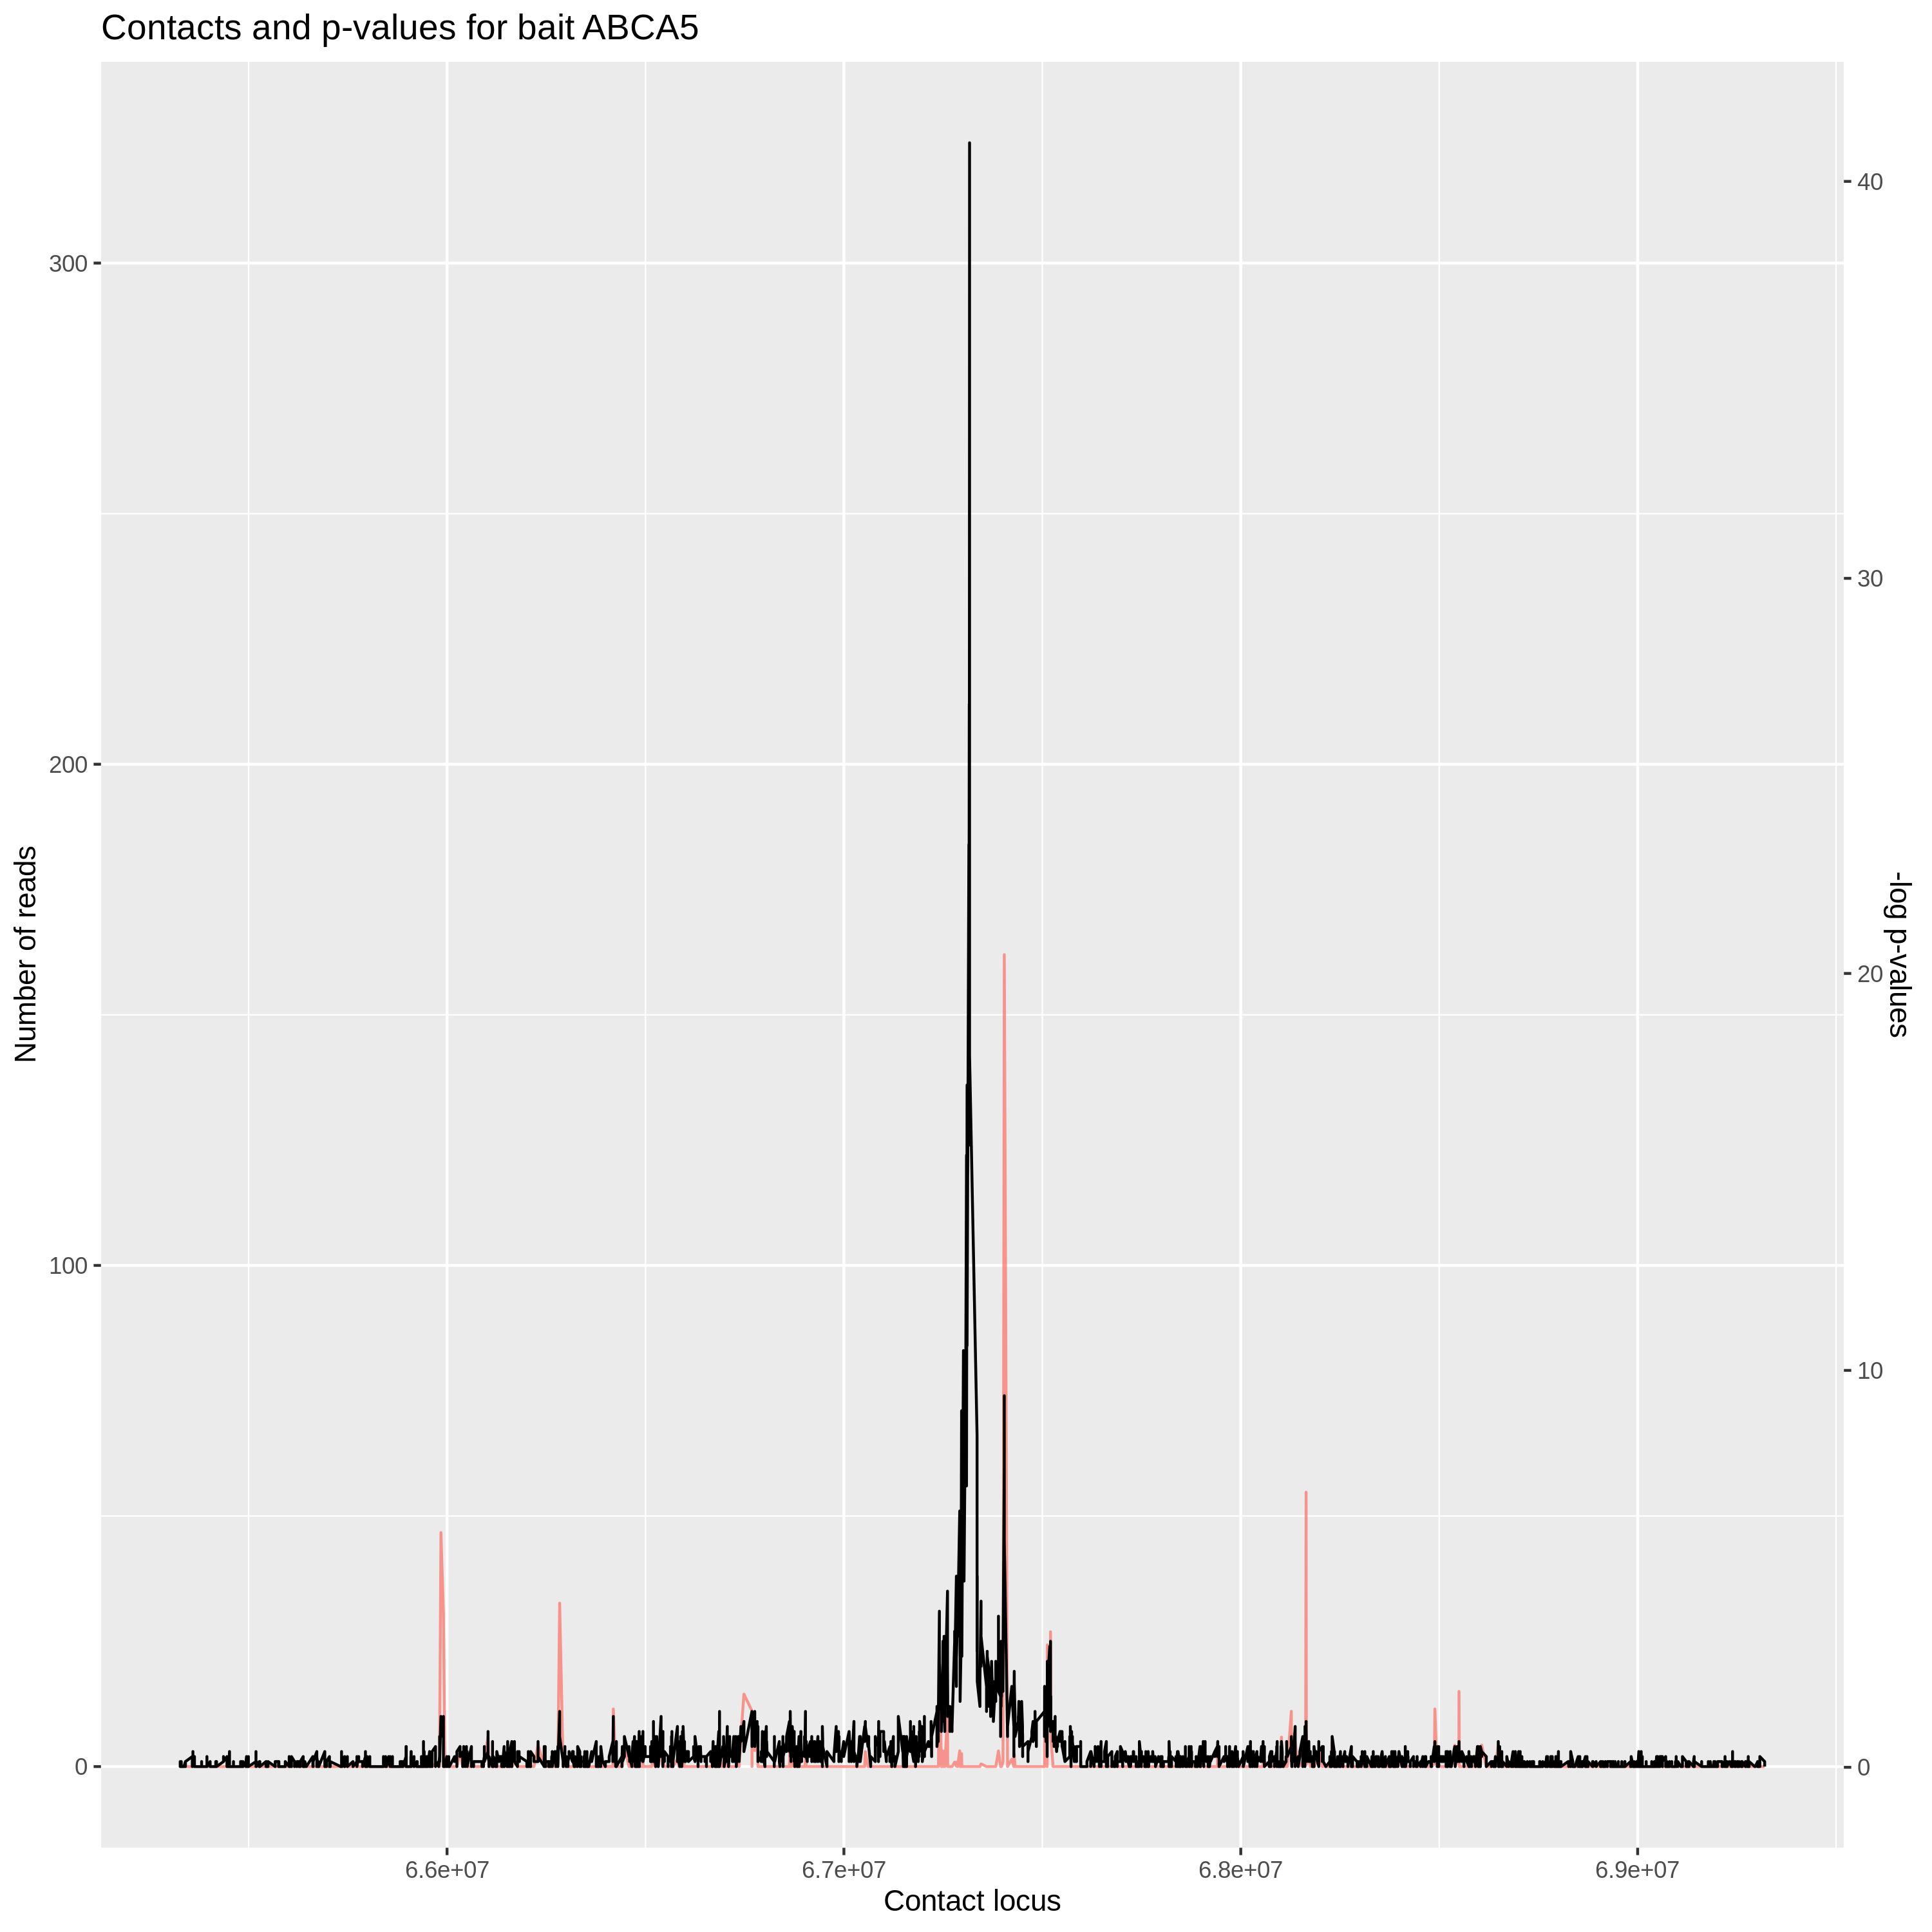 Contacts and p-values for bait ABCA5
Number of reads
300
200
100
0
40
30
20
10
0
-log p-values
6.6e+07
6.7e+07
6.8e+07
6.9e+07
Contact locus